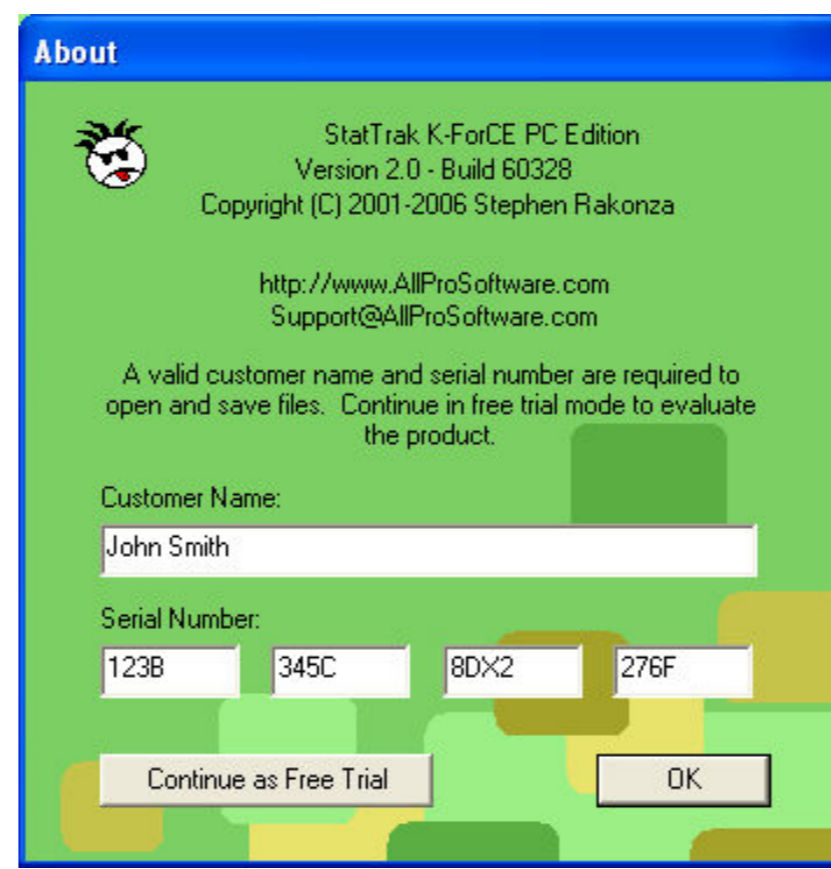 About
StatTrak K-ForCE PC Edition
Version 2.0 - Build 60328
Copyright (C) 2001-2006 Stephen Rakonza
http://www.AllProSoftware.com
Support@AllProSoftware.com
A valid customer name and serial number are required to
open and save files.  Continue in free trial mode to evaluate
the product.
Customer Name:
John Smith
Serial Number:
123B 345C 8DX2 276F
Continue as Free Trial OK